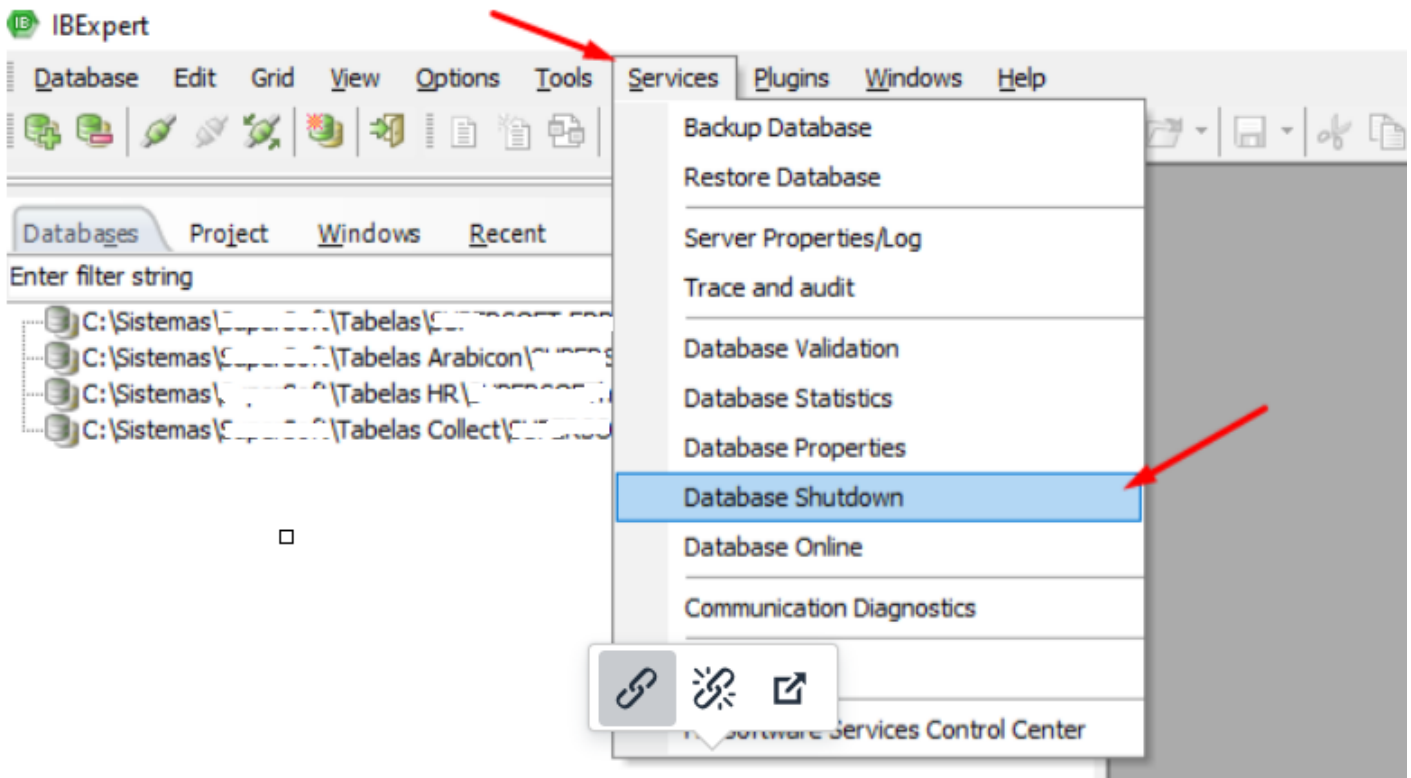 IBExpert
Database Edit Grid View Options Tools Services Plugins Windows Help
Backup Database
Restore Database
Databases Project Windows Recent
Server Properties/Log
Enter filter string
Trace and audit
C:\Sistemas\ \Tabelas\
Database Validation
C:\Sistemas\ \Tabelas Arabicon\
C:\Sistemas\ \Tabelas HR\
Database Statistics
C:\Sistemas\ \Tabelas Collect\
Database Properties
Database Shutdown
Database Online
Communication Diagnostics
Services Control Center